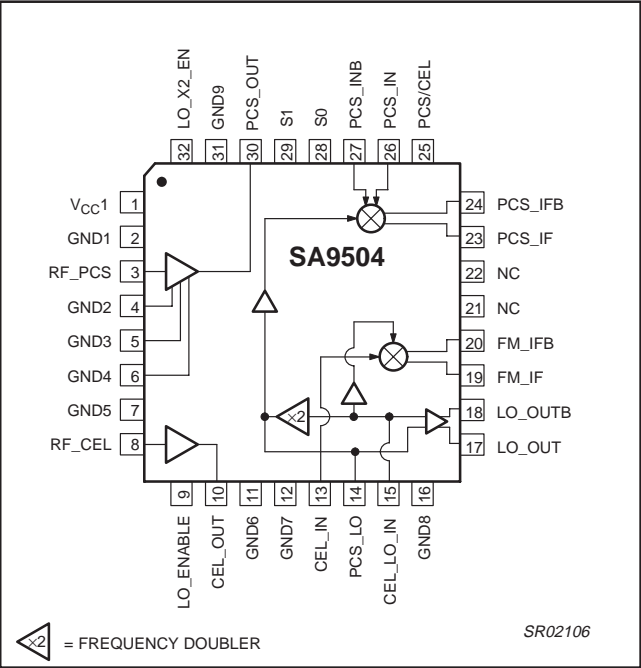 LO_X2_EN
GND9
PCS_OUT
S1
S0
PCS_INB
PCS_IN
PCS/CEL
32
31
30
29
28
27
26
25
VCC1 1
GND1 2
RF_PCS 3
GND2 4
GND3 5
GND4 6
GND5 7
RF_CEL 8
SA9504
×2
24 PCS_IFB
23 PCS_IF
22 NC
21 NC
20 FM_IFB
19 FM_IF
18 LO_OUTB
17 LO_OUT
9
10
11
12
13
14
15
16
LO_ENABLE
CEL_OUT
GND6
GND7
CEL_IN
PCS_LO
CEL_LO_IN
GND8
×2 = FREQUENCY DOUBLER
SR02106